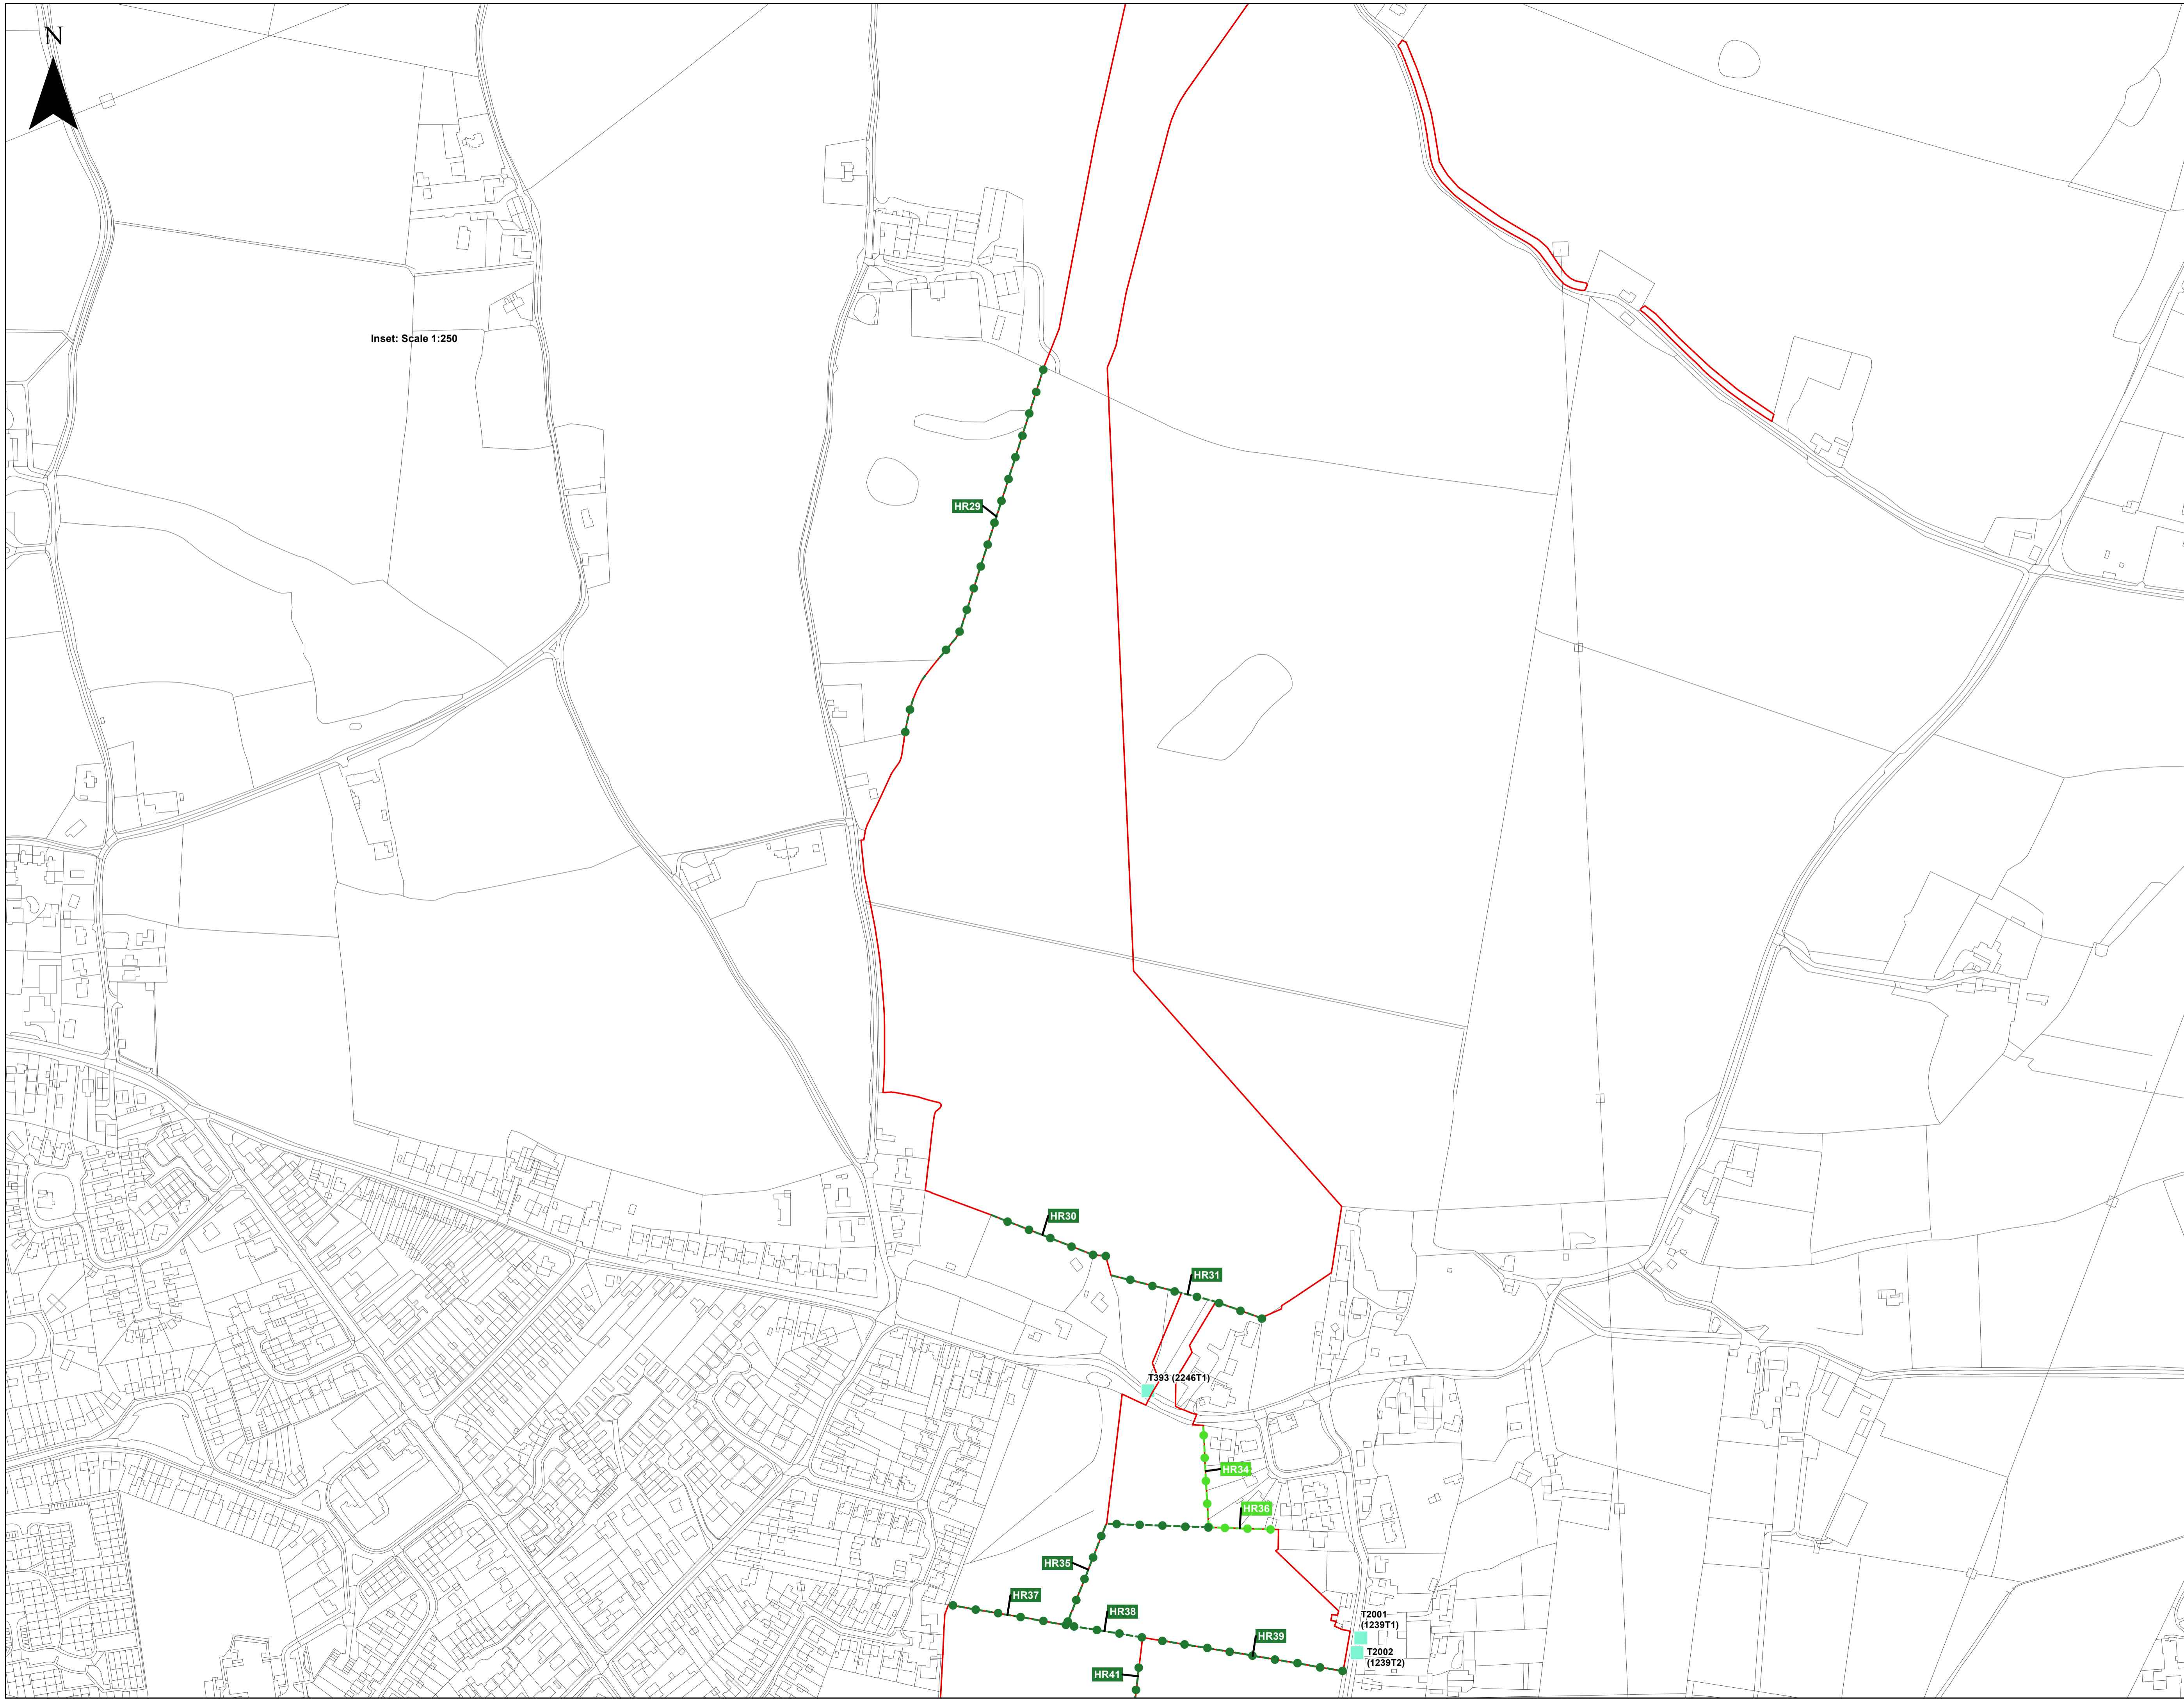 N
Inset: Scale 1:250
HR29
HR30
HR31
T393 (2246T1)
HR34
HR36
HR35
HR37
HR38
T2001
(1239T1)
HR39
T2002
(1239T2)
HR41